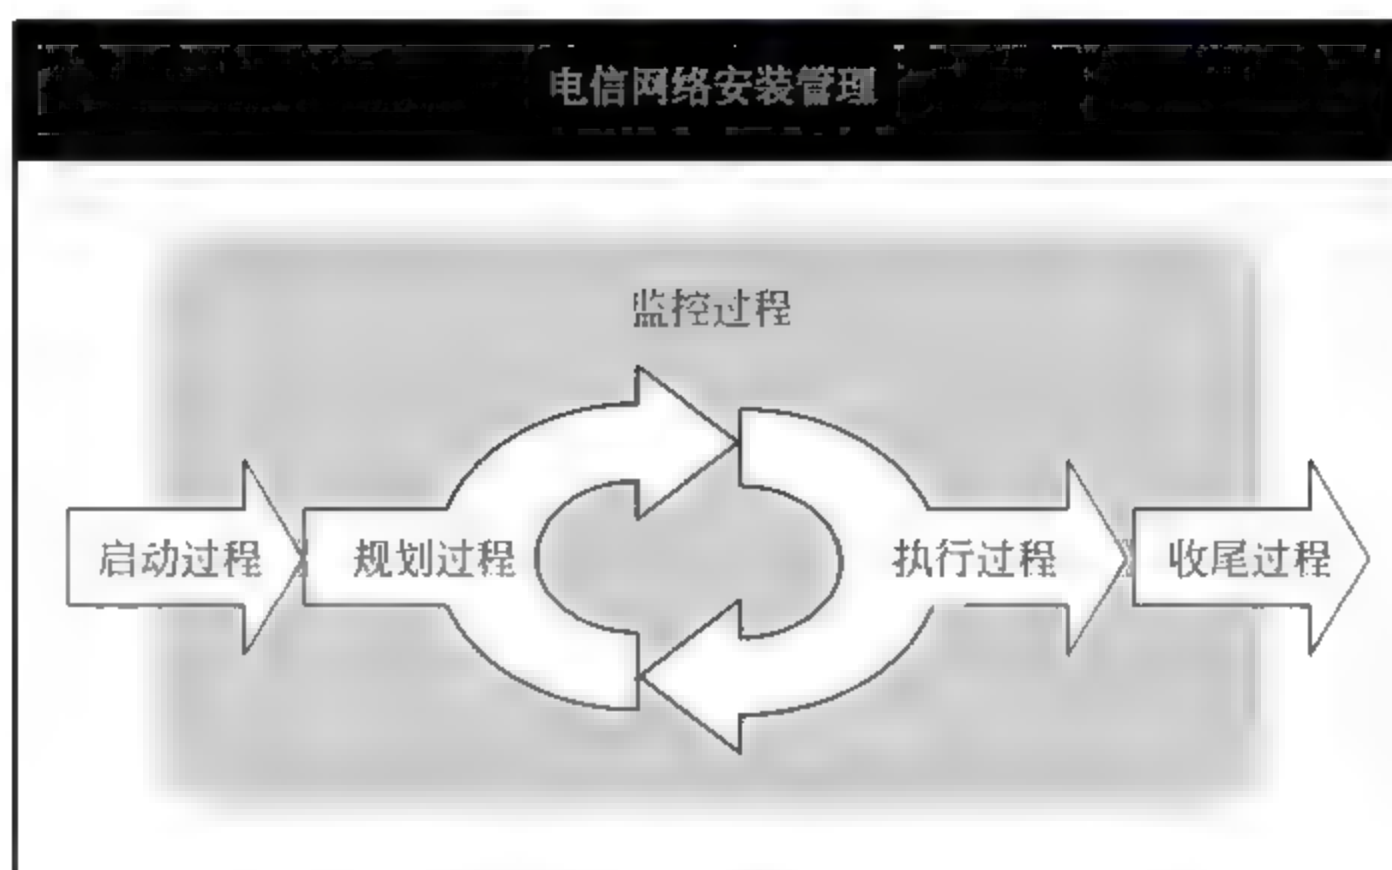 电信网络安装管理
监控过程
启动过程
规划过程
执行过程
收尾过程